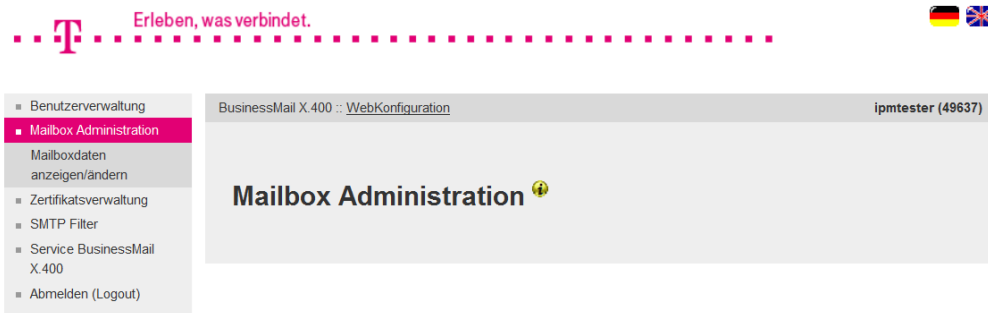 Erleben, was verbindet.
T
Benutzerverwaltung
Mailbox Administration
Mailboxdaten
anzeigen/ändern
Zertifikatsverwaltung
SMTP Filter
Service BusinessMail
X.400
Abmelden (Logout)
BusinessMail X.400 :: WebKonfiguration
ipmtester (49637)
Mailbox Administration